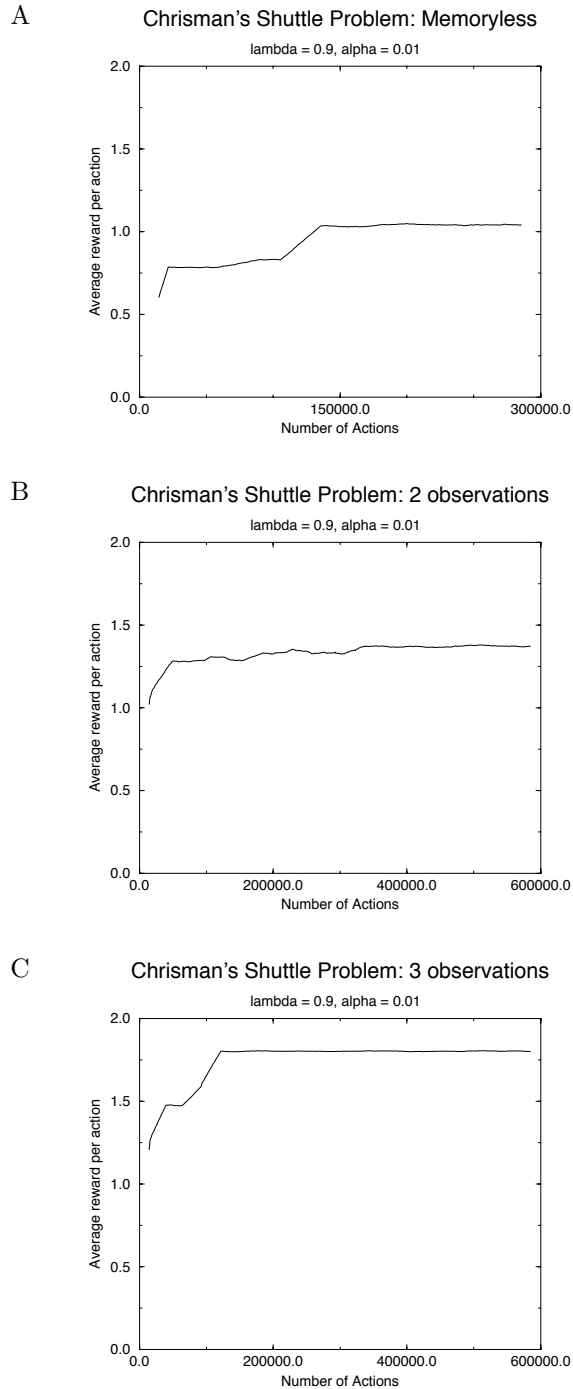 A
Chrisman's Shuttle Problem: Memoryless
lambda = 0.9, alpha = 0.01
2.0
1.5
1.0
0.5
0.0
Average reward per action
0.0 150000.0 300000.0
Number of Actions
B
Chrisman's Shuttle Problem: 2 observations
lambda = 0.9, alpha = 0.01
2.0
1.5
1.0
0.5
0.0
Average reward per action
0.0 200000.0 400000.0 600000.0
Number of Actions
C
Chrisman's Shuttle Problem: 3 observations
lambda = 0.9, alpha = 0.01
2.0
1.5
1.0
0.5
0.0
Average reward per action
0.0 200000.0 400000.0 600000.0
Number of Actions